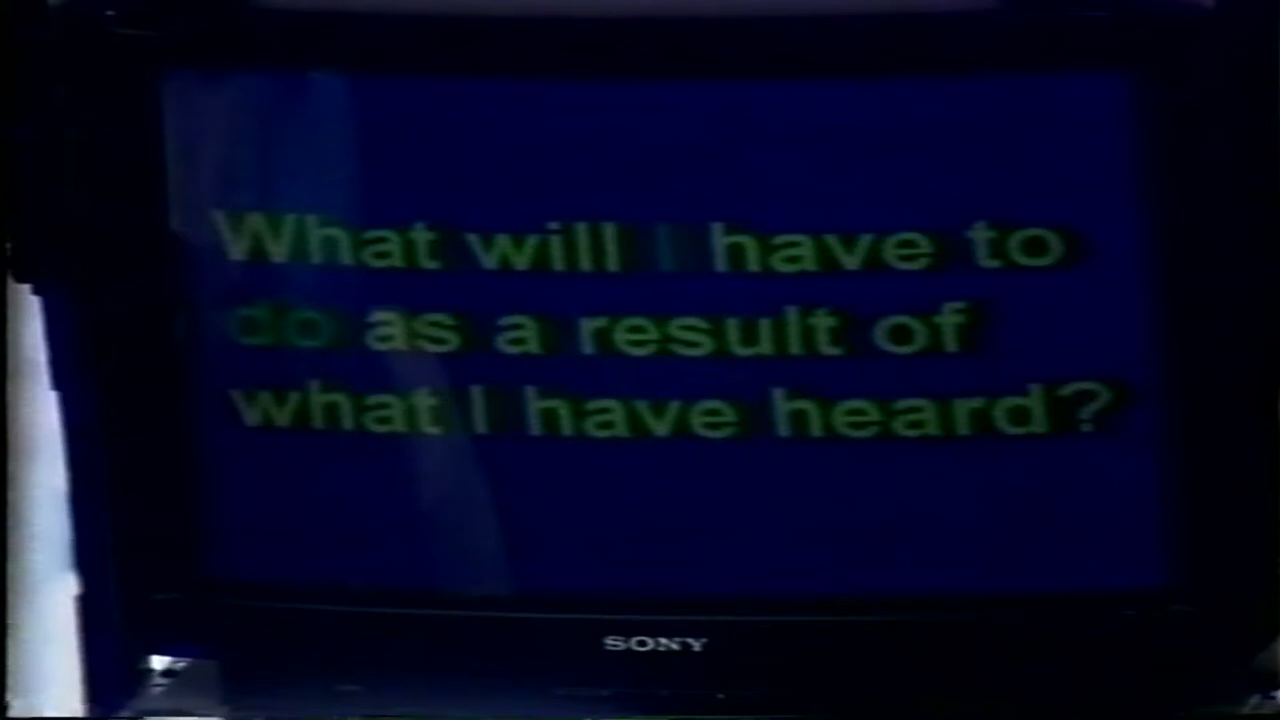 What will I have to
do as a result of
what I have heard?
SONY